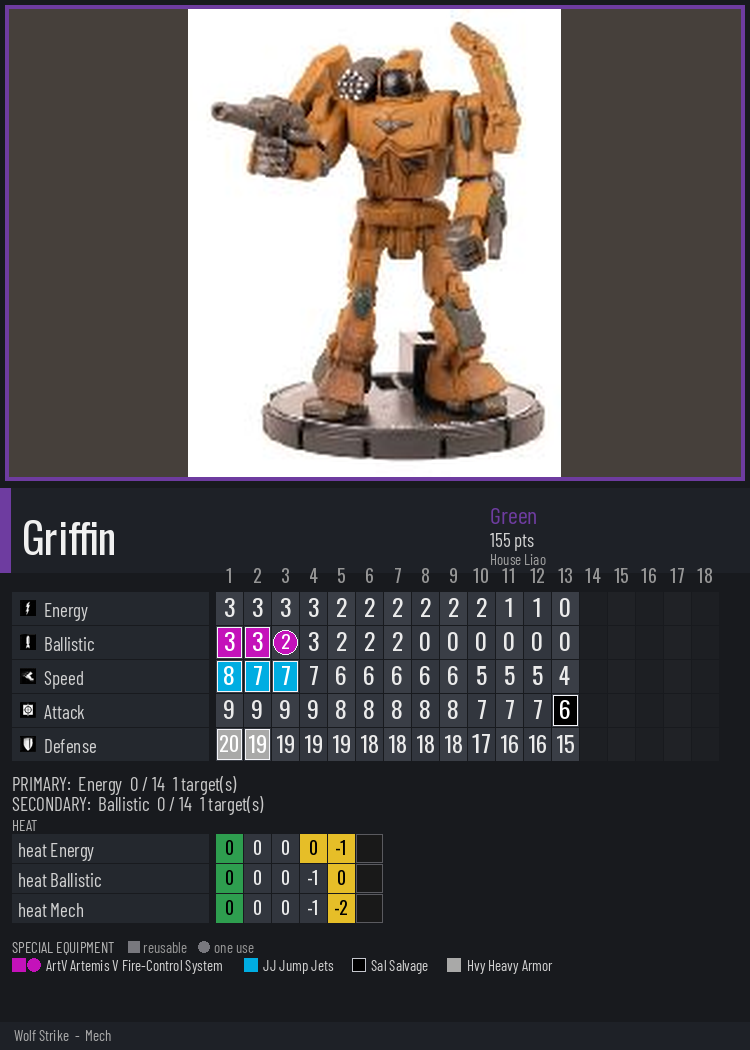 Griffin
Green
155 pts
House Liao
1 2 3 4 5 6 7 8 9 10 11 12 13 14 15 16 17 18
Energy 3 3 3 3 2 2 2 2 2 2 1 1 0
Ballistic 3 3 2 3 2 2 2 0 0 0 0 0 0
Speed 8 7 7 7 6 6 6 6 6 5 5 5 4
Attack 9 9 9 9 8 8 8 8 8 7 7 7 6
Defense 20 19 19 19 19 18 18 18 18 17 16 16 15
PRIMARY: Energy 0 / 14 1 target(s)
SECONDARY: Ballistic 0 / 14 1 target(s)
HEAT
heat Energy 0 0 0 0 -1
heat Ballistic 0 0 0 -1 0
heat Mech 0 0 0 -1 -2
SPECIAL EQUIPMENT reusable one use
ArtV Artemis V Fire-Control System JJ Jump Jets Sal Salvage Hvy Heavy Armor
Wolf Strike - Mech